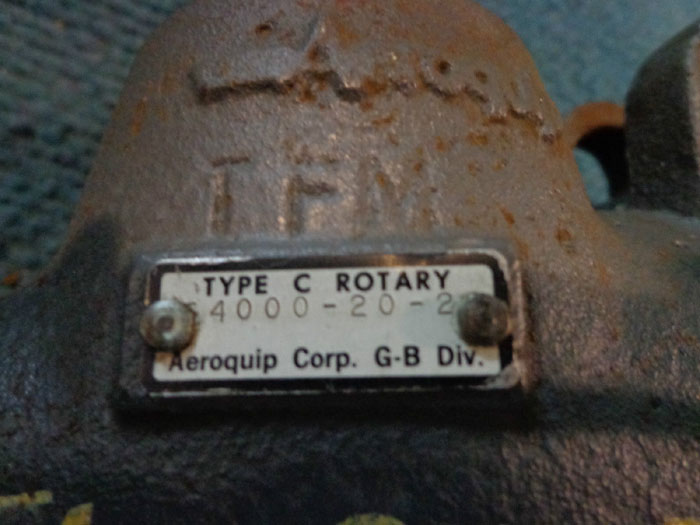 TFM
TYPE C ROTARY
4000-20-2
Aeroquip Corp. G-B Div.